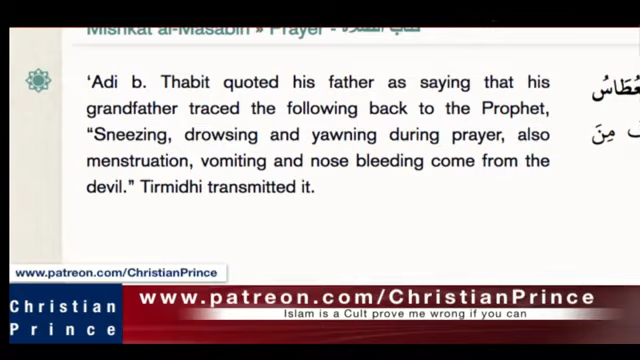 Mishkat al-Masabih » Prayer - كتاب الصلاة
'Adi b. Thabit quoted his father as saying that his
grandfather traced the following back to the Prophet,
"Sneezing, drowsing and yawning during prayer, also
menstruation, vomiting and nose bleeding come from the
devil." Tirmidhi transmitted it.
www.patreon.com/ChristianPrince
Christian
Prince
www.patreon.com/ChristianPrince
Islam is a Cult prove me wrong if you can